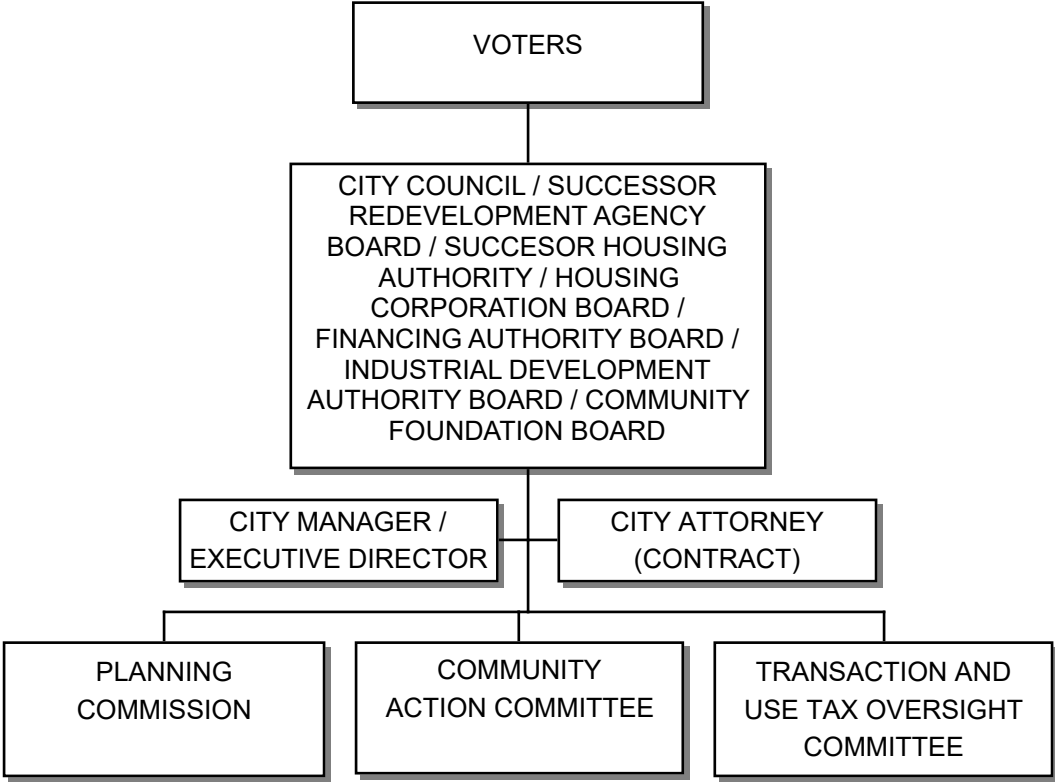 VOTERS
CITY COUNCIL / SUCCESSOR
REDEVELOPMENT AGENCY
BOARD / SUCCESOR HOUSING
AUTHORITY / HOUSING
CORPORATION BOARD /
FINANCING AUTHORITY BOARD /
INDUSTRIAL DEVELOPMENT
AUTHORITY BOARD / COMMUNITY
FOUNDATION BOARD
CITY MANAGER /
EXECUTIVE DIRECTOR
CITY ATTORNEY
(CONTRACT)
PLANNING
COMMISSION
COMMUNITY
ACTION COMMITTEE
TRANSACTION AND
USE TAX OVERSIGHT
COMMITTEE